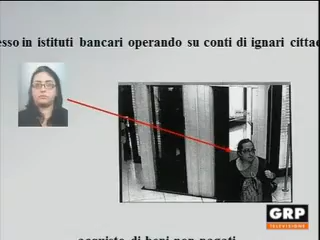 esso in istituti bancari operando su conti di ignari cittad
GRP
TELEVISIONE
acquisto di beni non pagati